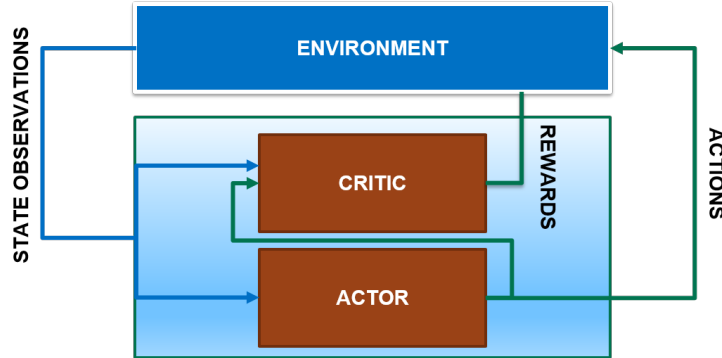 ENVIRONMENT
STATE OBSERVATIONS
CRITIC
REWARDS
ACTIONS
ACTOR